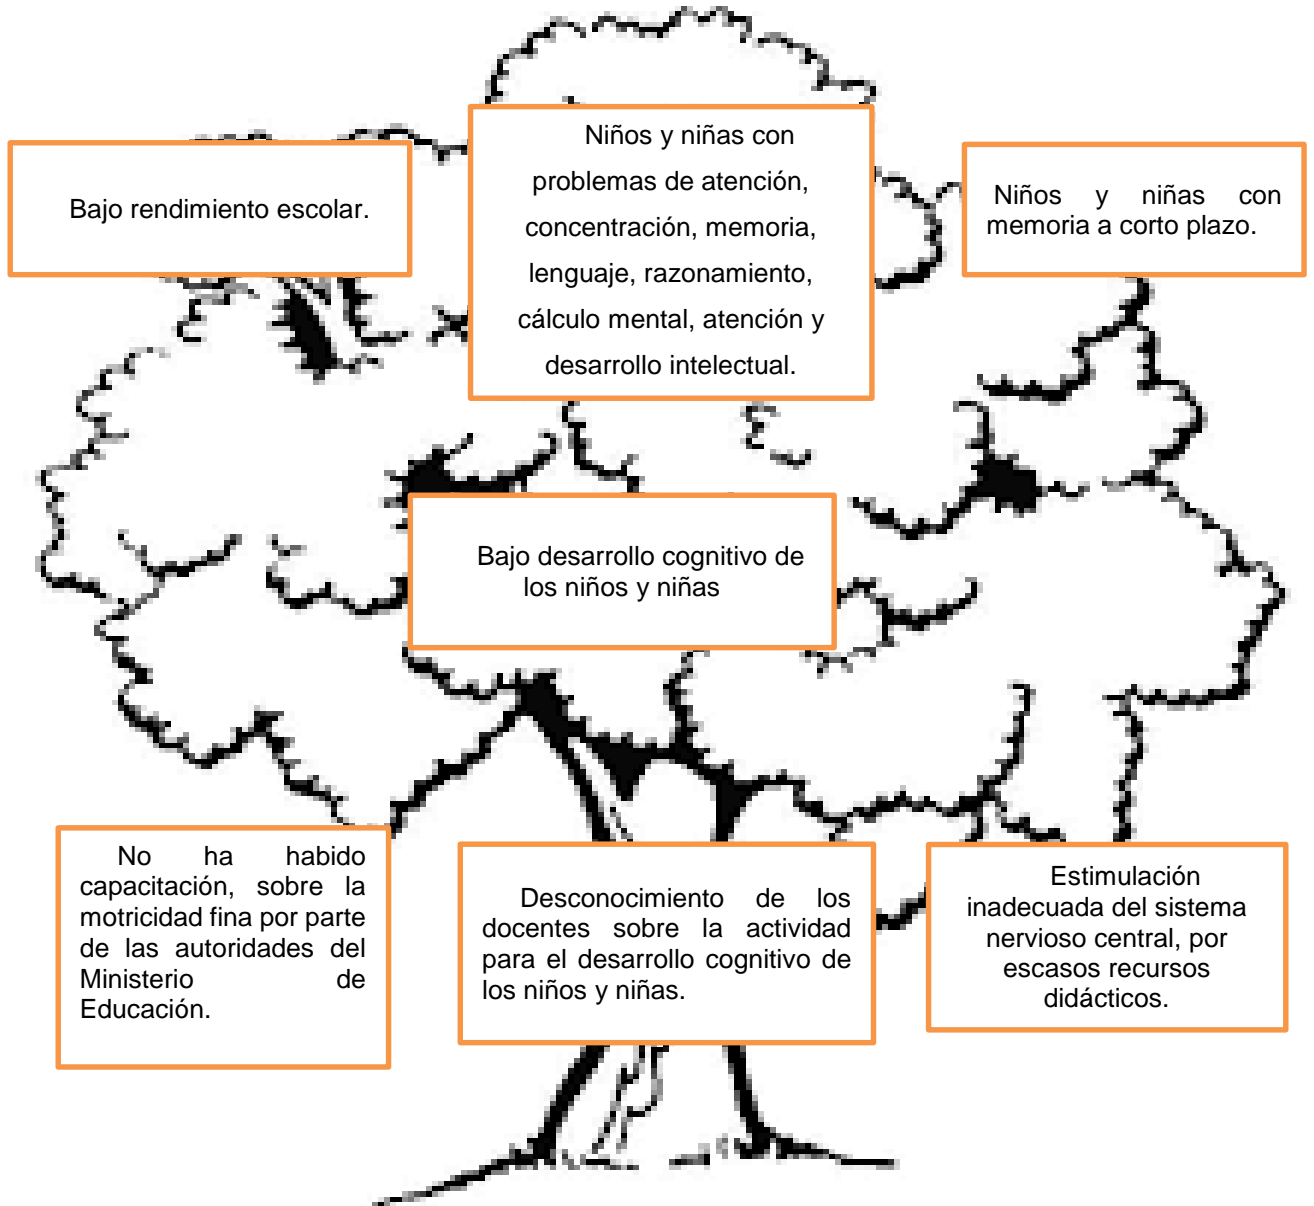 Bajo rendimiento escolar.
Niños y niñas con
problemas de atención,
concentración, memoria,
lenguaje, razonamiento,
cálculo mental, atención y
desarrollo intelectual.
Niños y niñas con
memoria a corto plazo.
Bajo desarrollo cognitivo de
los niños y niñas
No ha habido
capacitación, sobre la
motricidad fina por parte
de las autoridades del
Ministerio de
Educación.
Desconocimiento de los
docentes sobre la actividad
para el desarrollo cognitivo de
los niños y niñas.
Estimulación
inadecuada del sistema
nervioso central, por
escasos recursos
didácticos.